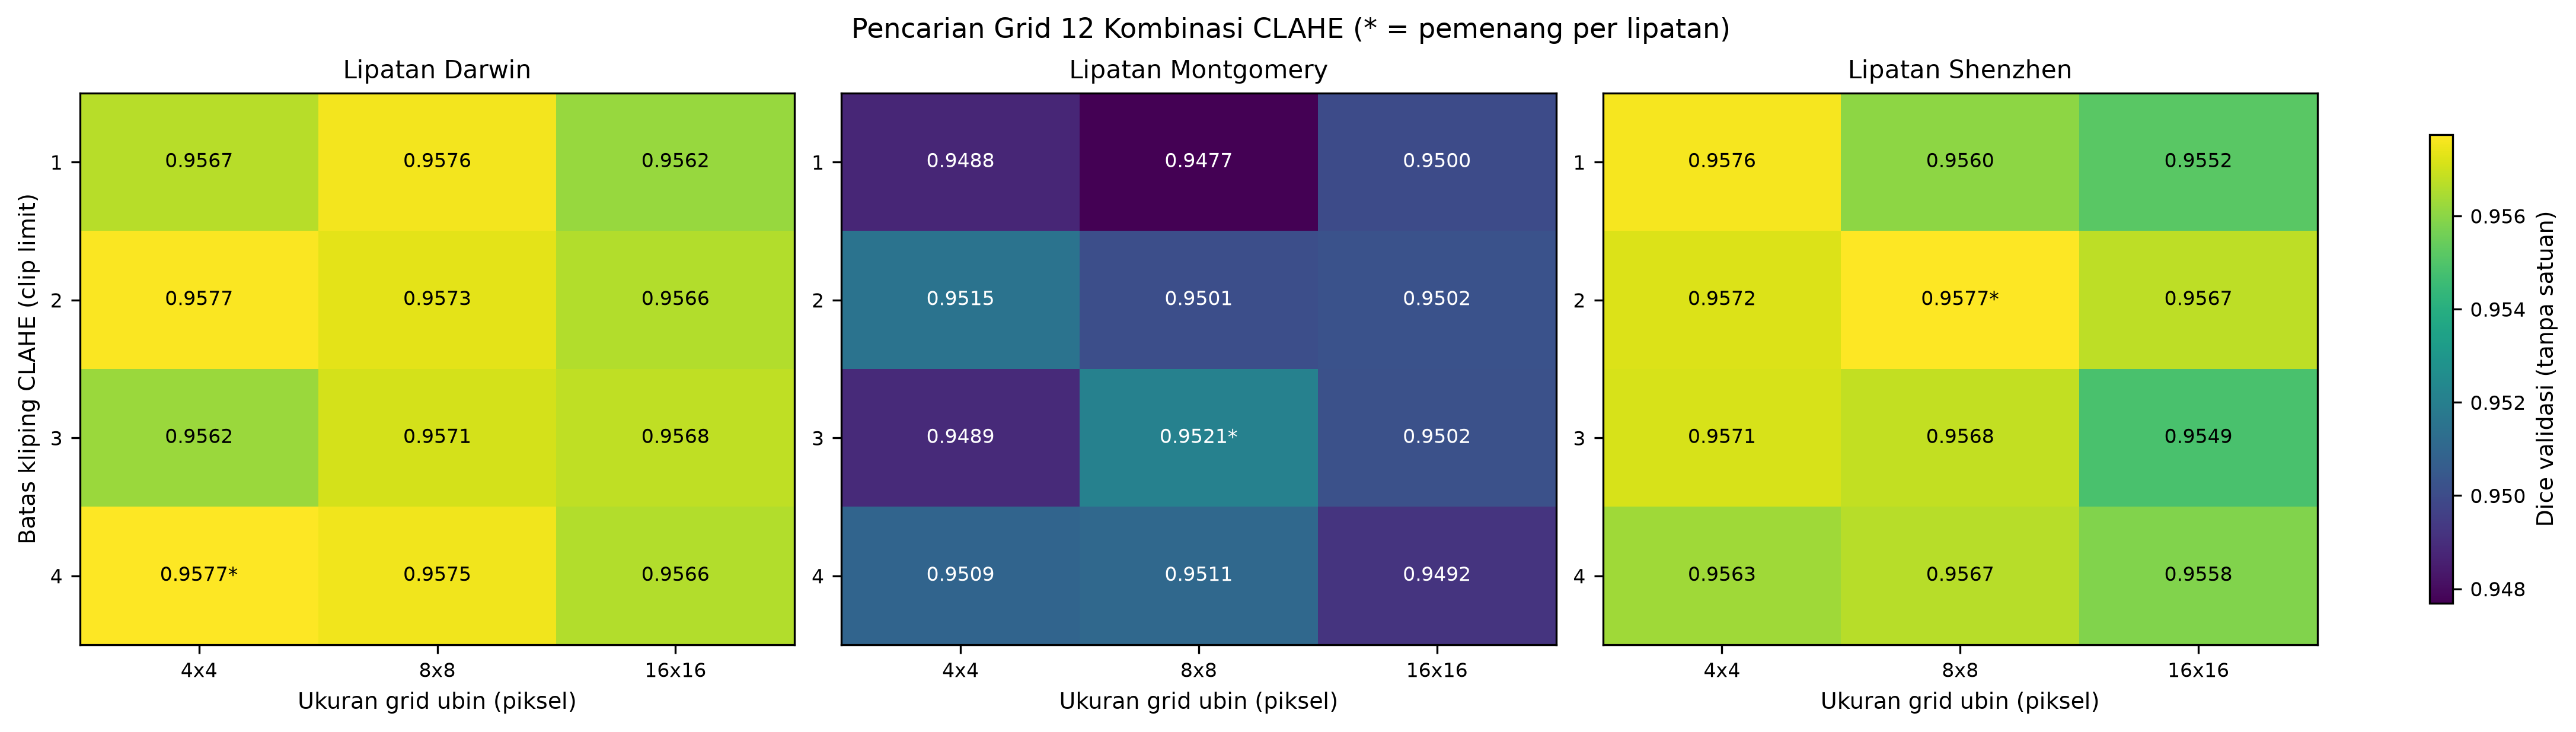 Pencarian Grid 12 Kombinasi CLAHE (* = pemenang per lipatan)
Lipatan Darwin
Batas kliping CLAHE (clip limit)
1 0.9567 0.9576 0.9562
2 0.9577 0.9573 0.9566
3 0.9562 0.9571 0.9568
4 0.9577* 0.9575 0.9566
4x4 8x8 16x16
Ukuran grid ubin (piksel)
Lipatan Montgomery
1 0.9488 0.9477 0.9500
2 0.9515 0.9501 0.9502
3 0.9489 0.9521* 0.9502
4 0.9509 0.9511 0.9492
4x4 8x8 16x16
Ukuran grid ubin (piksel)
Lipatan Shenzhen
1 0.9576 0.9560 0.9552
2 0.9572 0.9577* 0.9567
3 0.9571 0.9568 0.9549
4 0.9563 0.9567 0.9558
4x4 8x8 16x16
Ukuran grid ubin (piksel)
0.956
0.954
0.952
0.950
0.948
Dice validasi (tanpa satuan)